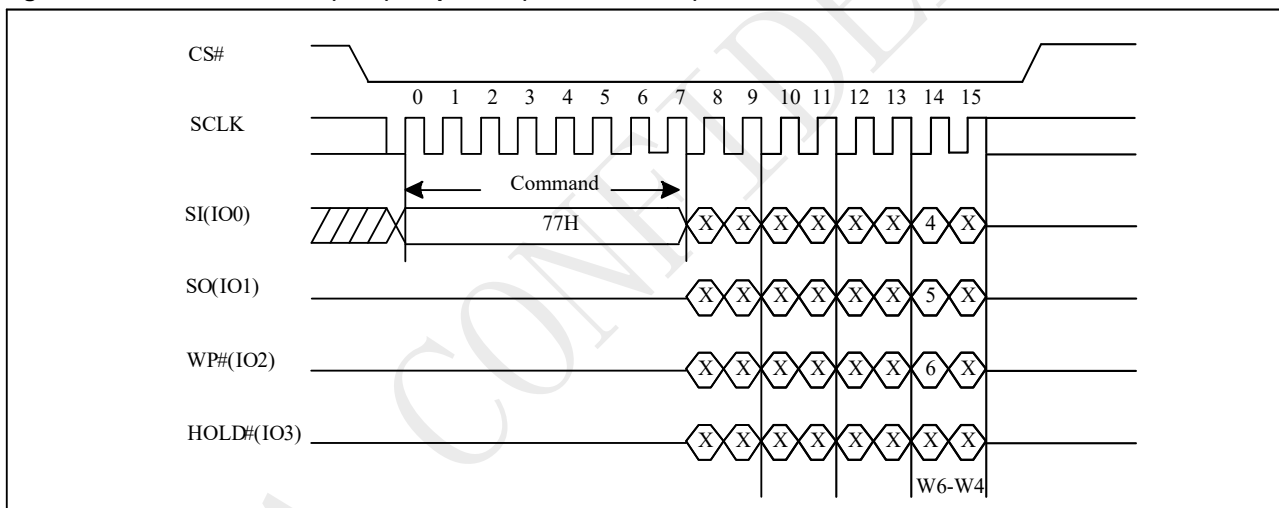 CS#
0 1 2 3 4 5 6 7 8 9 10 11 12 13 14 15
SCLK
Command
SI(IO0) 77H X X X X X X 4 X
SO(IO1) X X X X X X 5 X
WP#(IO2) X X X X X X 6 X
HOLD#(IO3) X X X X X X X X
W6-W4